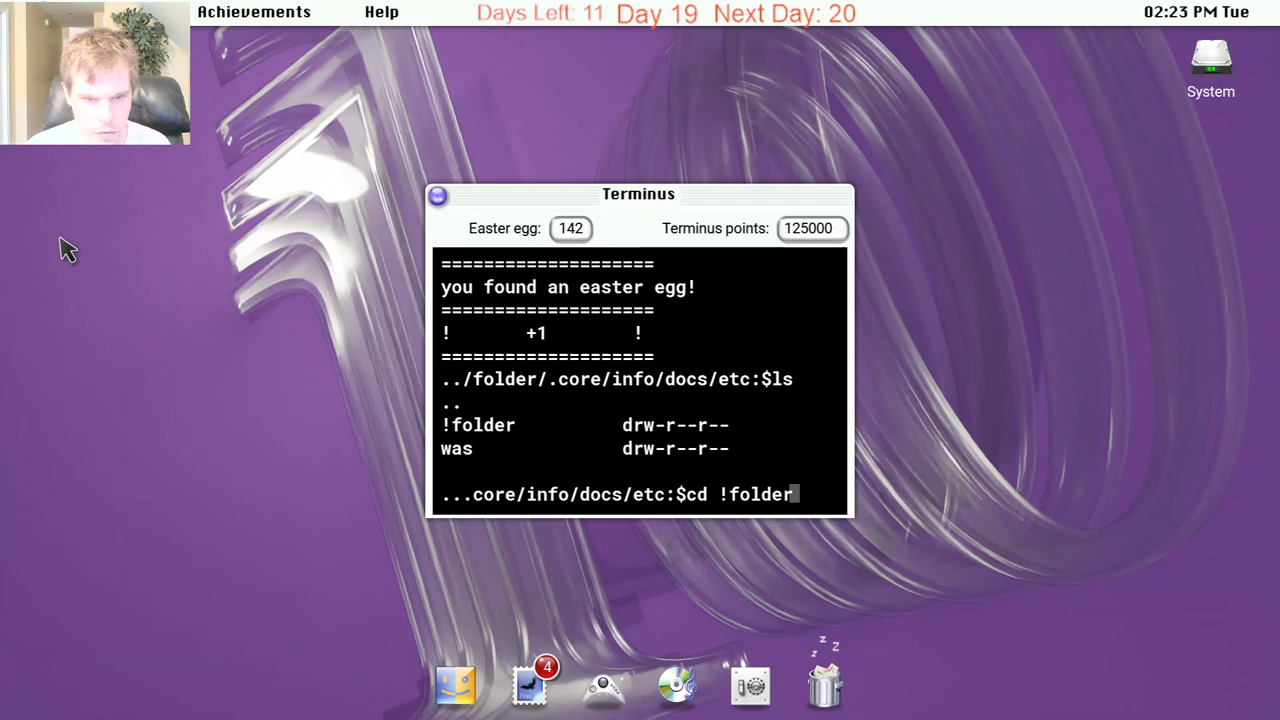 Achievements Help Days Left: 11 Day 19 Next Day: 20 02:23 PM Tue
System
Terminus
Easter egg: 142 Terminus points: 125000
====================
you found an easter egg!
====================
! +1 !
====================
../folder/.core/info/docs/etc:$ls
..
!folder drw-r--r--
was drw-r--r--
...core/info/docs/etc:$cd !folder
z z z
4